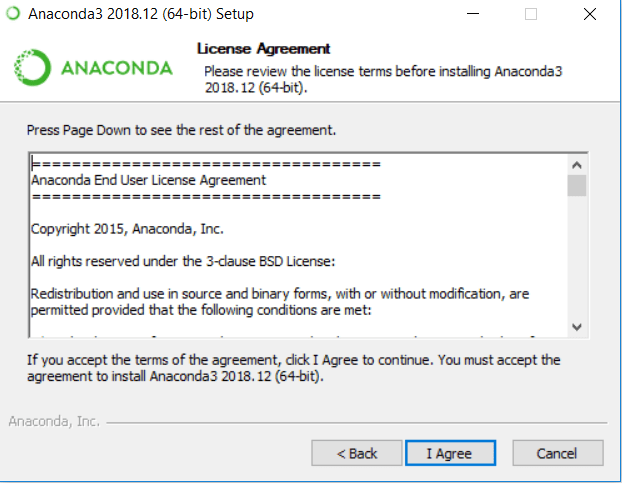 Anaconda3 2018.12 (64-bit) Setup
License Agreement
ANACONDA
Please review the license terms before installing Anaconda3
2018.12 (64-bit).
Press Page Down to see the rest of the agreement.
====================================
Anaconda End User License Agreement
====================================
Copyright 2015, Anaconda, Inc.
All rights reserved under the 3-clause BSD License:
Redistribution and use in source and binary forms, with or without modification, are
permitted provided that the following conditions are met:
If you accept the terms of the agreement, click I Agree to continue. You must accept the
agreement to install Anaconda3 2018.12 (64-bit).
Anaconda, Inc.
< Back
I Agree
Cancel